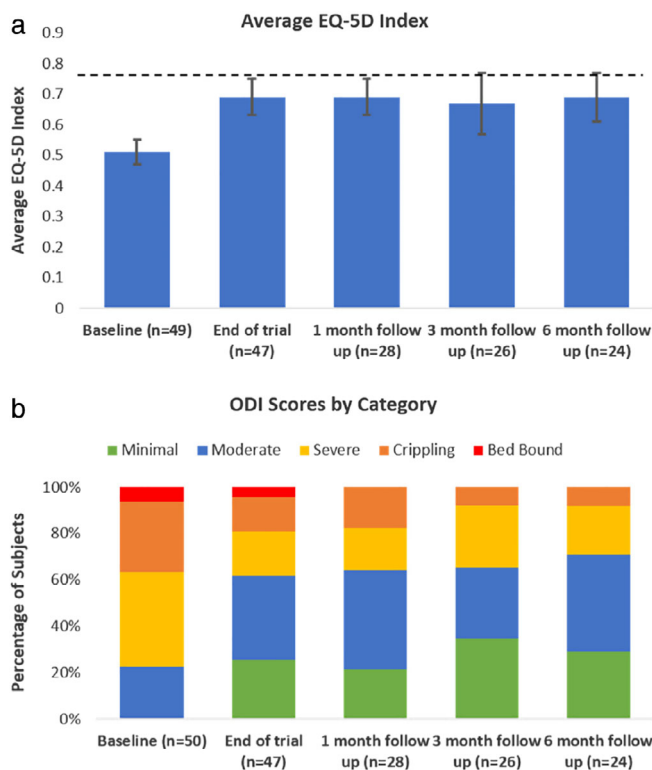 a
Average EQ-5D Index
Average EQ-5D Index
0.9
0.8
0.7
0.6
0.5
0.4
0.3
0.2
0.1
0
Baseline (n=49)
End of trial
(n=47)
1 month follow
up (n=28)
3 month follow
up (n=26)
6 month follow
up (n=24)
b
ODI Scores by Category
Minimal Moderate Severe Crippling Bed Bound
Percentage of Subjects
100%
80%
60%
40%
20%
0%
Baseline (n=50)
End of trial
(n=47)
1 month follow
up (n=28)
3 month follow
up (n=26)
6 month follow
up (n=24)